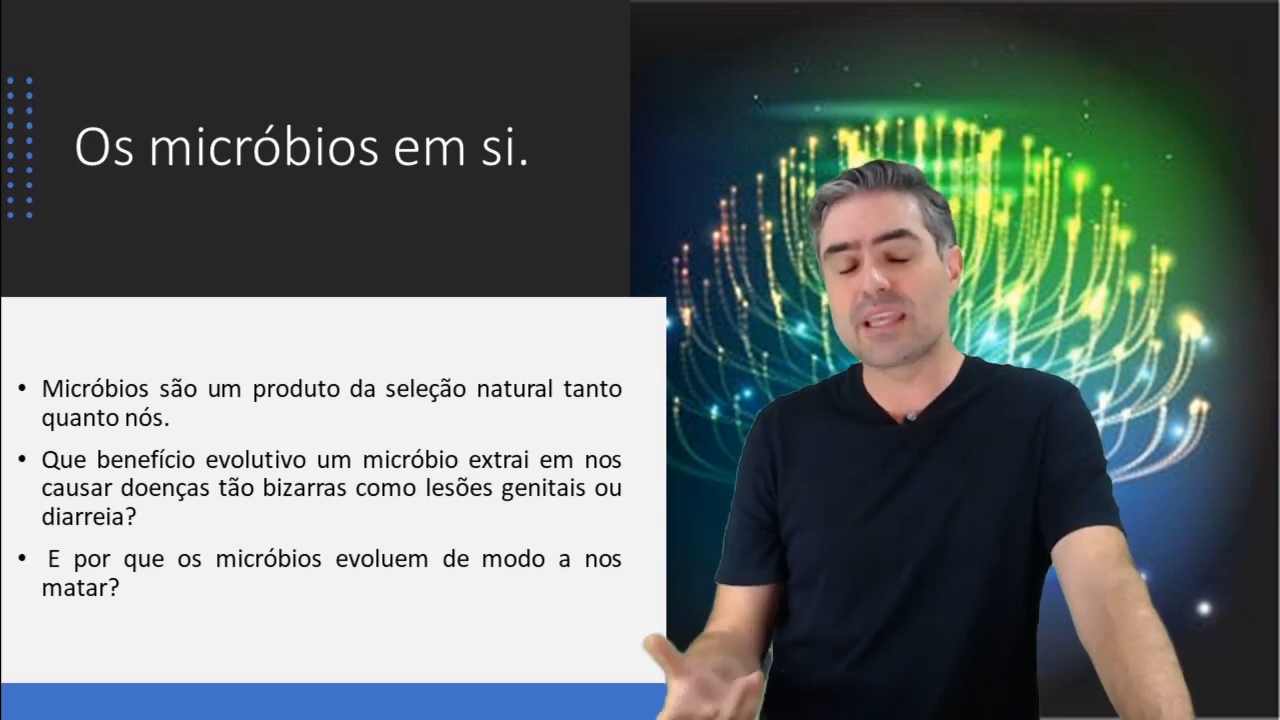 Os micróbios em si.
• Micróbios são um produto da seleção natural tanto
quanto nós.
• Que benefício evolutivo um micróbio extrai em nos
causar doenças tão bizarras como lesões genitais ou
diarreia?
• E por que os micróbios evoluem de modo a nos
matar?